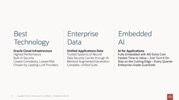 Best
Technology
Oracle Cloud Infrastructure
Highest Performance
Built-in Security
Lowest Complexity, Lowest Risk
Chosen by Leading LLM Providers
Enterprise
Data
Unified Applications Data
Trusted Systems of Record
Data Security Carries through AI
Retrieval Augmented Generation
Complete, Unified Suite
Embedded
AI
AI for Applications
Fully Embedded with NO Extra Cost
Fastest Time to Value – Just Turn It On
Stay on the Cutting-Edge – Every Quarter
Enterprise-Grade Guardrails